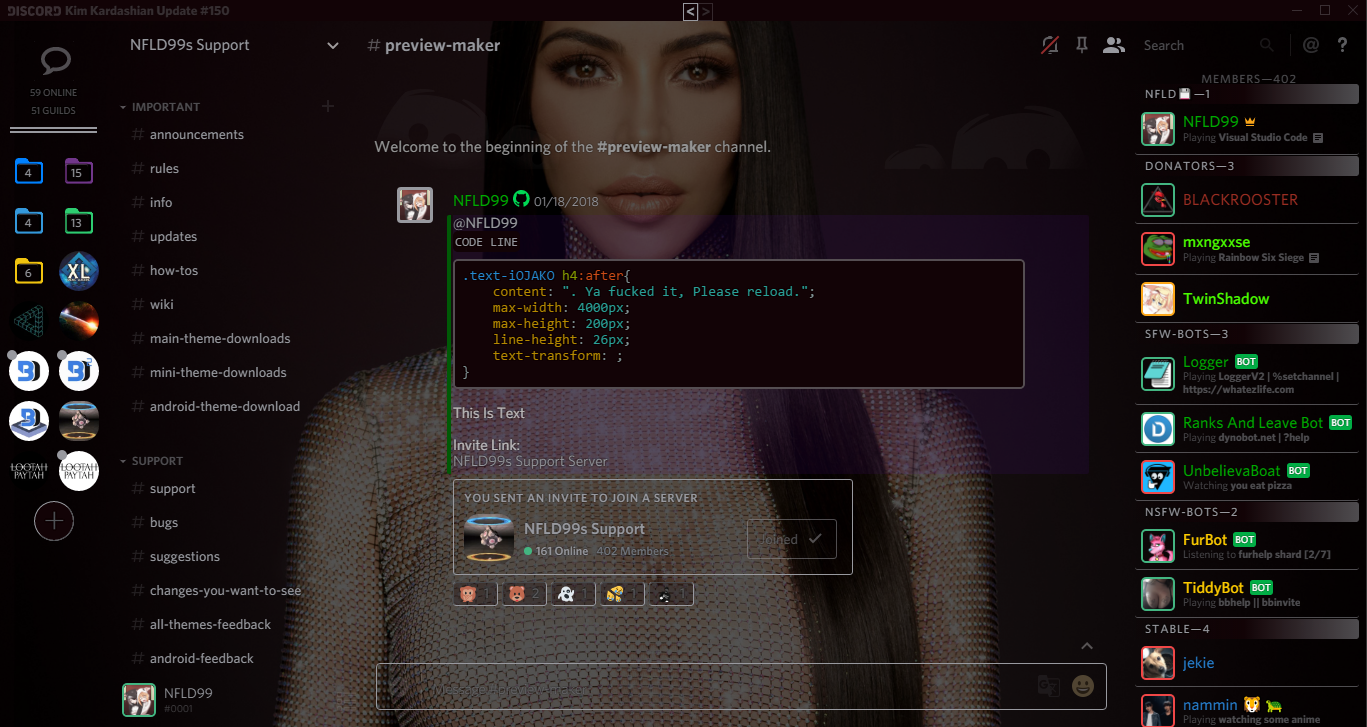 DISCORD Kim Kardashian Update #150
< >
59 ONLINE
51 GUILDS
4
15
4
13
6
XL
LOOTAH PAYTAH
LOOTAH PAYTAH
NFLD99s Support
IMPORTANT
# announcements
# rules
# info
# updates
# how-tos
# wiki
# main-theme-downloads
# mini-theme-downloads
# android-theme-download
SUPPORT
# support
# bugs
# suggestions
# changes-you-want-to-see
# all-themes-feedback
# android-feedback
NFLD99
#0001
# preview-maker
Search
@ ?
Welcome to the beginning of the #preview-maker channel.
NFLD99 01/18/2018
@NFLD99
CODE LINE
.text-iOJAKO h4:after{
content: ". Ya fucked it, Please reload.";
max-width: 4000px;
max-height: 200px;
line-height: 26px;
text-transform: ;
}
This Is Text
Invite Link:
NFLD99s Support Server
YOU SENT AN INVITE TO JOIN A SERVER
NFLD99s Support
161 Online 402 Members
Joined
1 2 1 1 1
MEMBERS—402
NFLD💾—1
NFLD99
Playing Visual Studio Code
DONATORS—3
BLACKROOSTER
mxngxxse
Playing Rainbow Six Siege
TwinShadow
SFW-BOTS—3
Logger BOT
Playing LoggerV2 | %setchannel |
https://whatezlife.com
Ranks And Leave Bot BOT
Playing dynobot.net | ?help
UnbelievaBoat BOT
Watching you eat pizza
NSFW-BOTS—2
FurBot BOT
Listening to furhelp shard [2/7]
TiddyBot BOT
Playing bbhelp || bbinvite
STABLE—4
jekie
nammin 🐯 🐢
Playing watching some anime